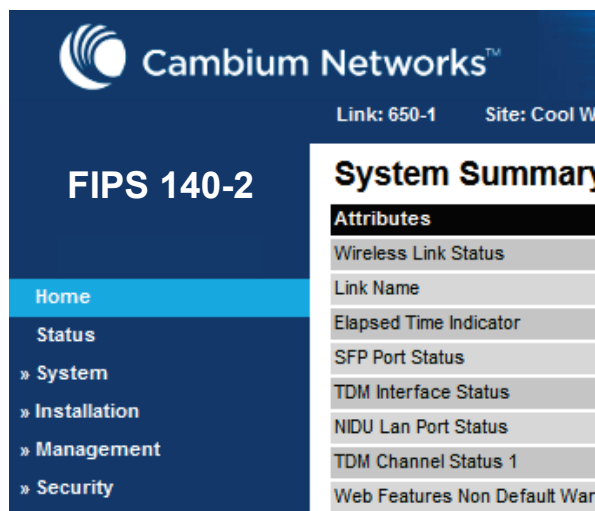 Cambium Networks™
Link: 650-1 Site: Cool
FIPS 140-2
Home
Status
» System
» Installation
» Management
» Security
System Summary
Attributes
Wireless Link Status
Link Name
Elapsed Time Indicator
SFP Port Status
TDM Interface Status
NIDU Lan Port Status
TDM Channel Status 1
Web Features Non Default